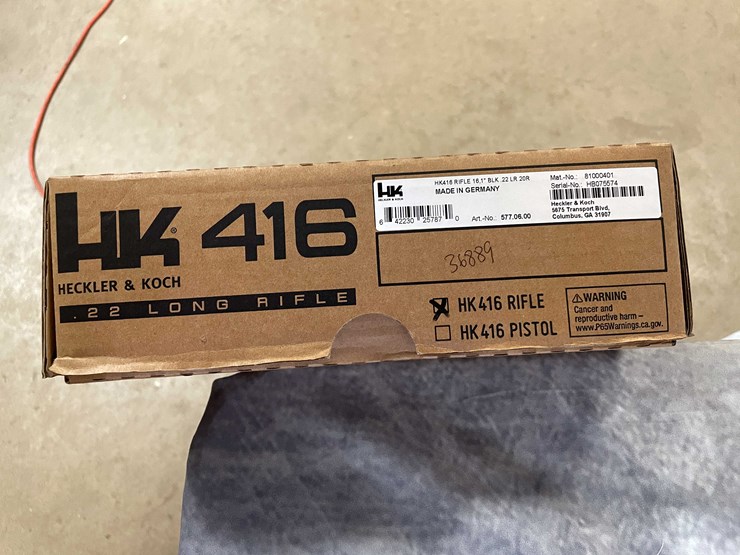 HK® 416
HECKLER & KOCH
.22 LONG RIFLE
HK
HECKLER & KOCH
HK416 RIFLE 16,1" BLK .22 LR 20R
MADE IN GERMANY
6 42230 25787 0
Art.-No.: 577.06.00
Mat.-No.: 81000401
Serial-No.: HB075574
Heckler & Koch
5675 Transport Blvd,
Columbus, GA 31907
36889
HK416 RIFLE
HK416 PISTOL
WARNING
Cancer and
reproductive harm –
www.P65Warnings.ca.gov.